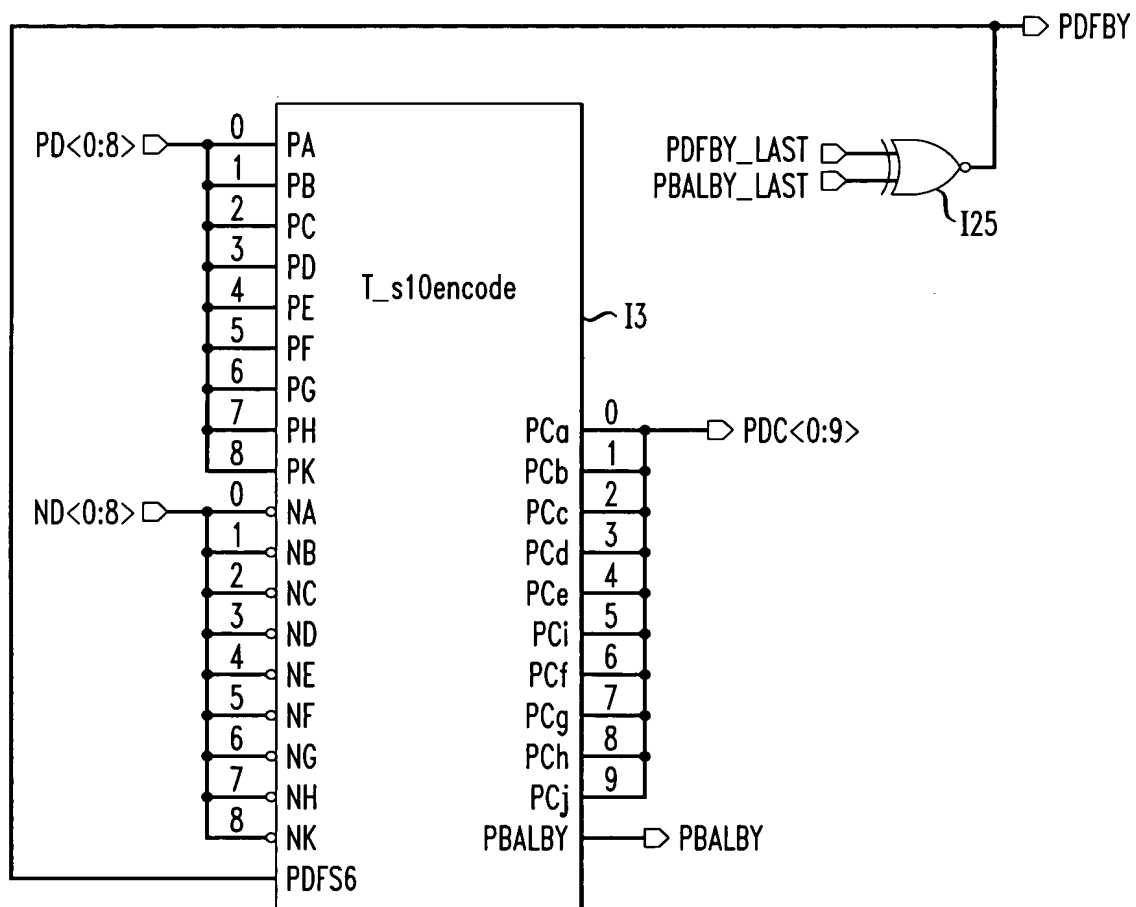 PDFBY
0
PD<0:8> PA
1
PB
PDFBY_LAST
2
PBALBY_LAST
PC
I25
3
PD
T_s10encode
4
PE
I3
5
PF
6
PG
7
PH
0
PCa PDC<0:9>
8
PK
1
PCb
0
ND<0:8> NA
2
PCc
1
NB
3
PCd
2
NC
4
PCe
3
ND
5
PCi
4
NE
6
PCf
5
NF
7
PCg
6
NG
8
PCh
7
NH
9
PCj
8
NK
PBALBY PBALBY
PDFS6